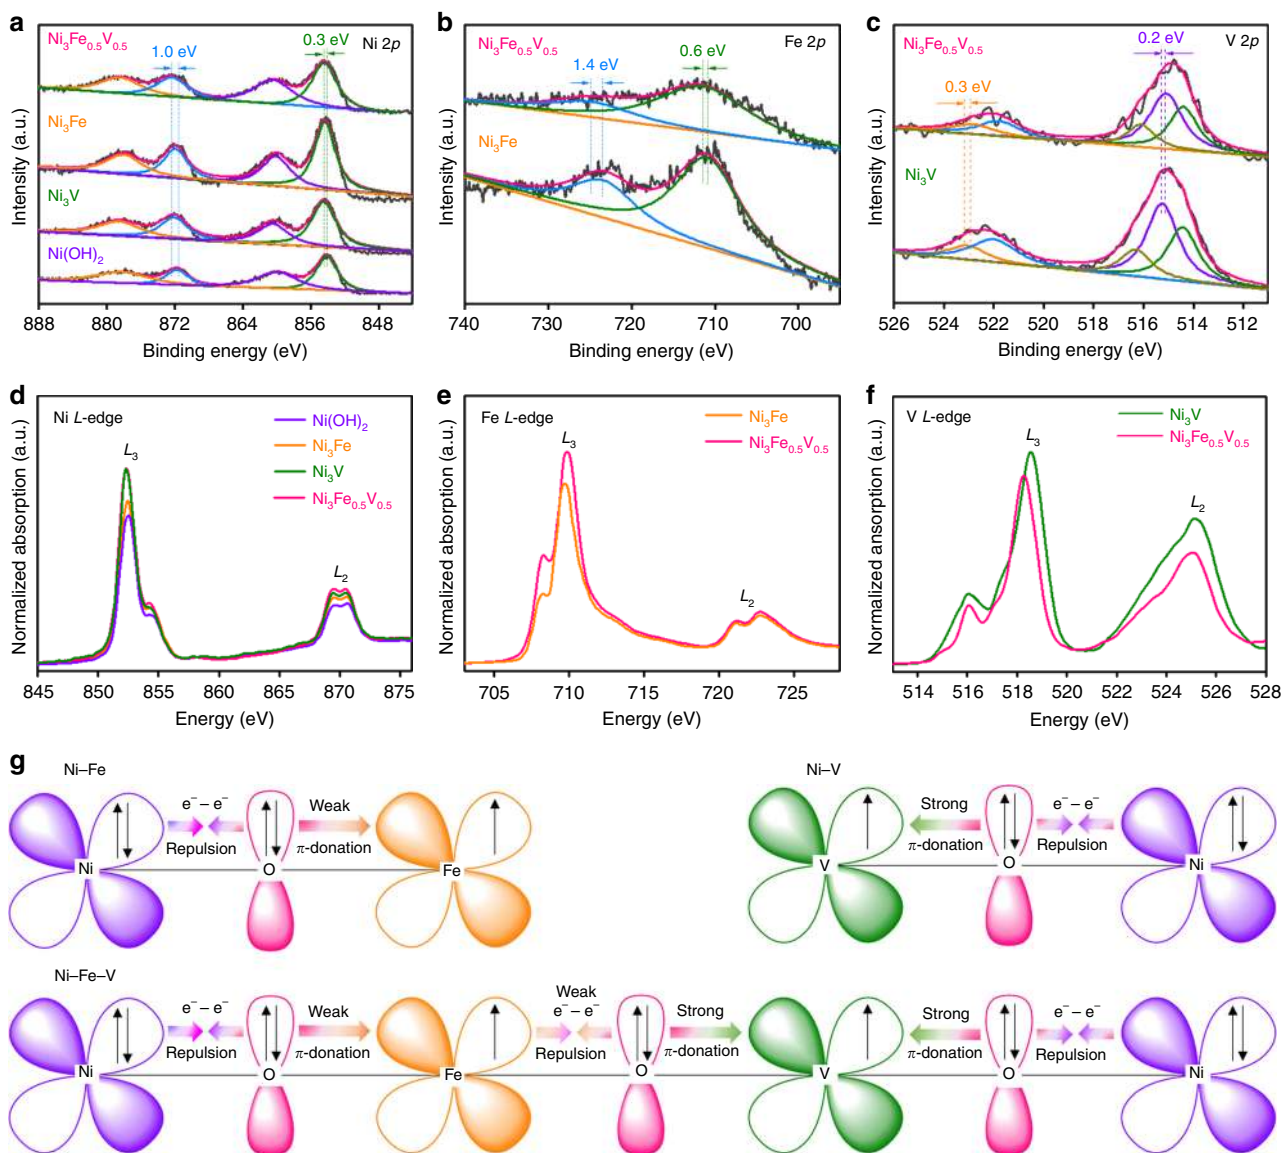 a
Ni3Fe0.5V0.5
1.0 eV
0.3 eV
Ni 2p
Ni3Fe
Ni3V
Ni(OH)2
Intensity (a.u.)
888 880 872 864 856 848
Binding energy (eV)
b
Ni3Fe0.5V0.5
1.4 eV
0.6 eV
Fe 2p
Ni3Fe
Intensity (a.u.)
740 730 720 710 700
Binding energy (eV)
c
Ni3Fe0.5V0.5
0.3 eV
0.2 eV
V 2p
Ni3V
Intensity (a.u.)
526 524 522 520 518 516 514 512
Binding energy (eV)
d
Ni L-edge
L3
L2
Ni(OH)2
Ni3Fe
Ni3V
Ni3Fe0.5V0.5
Normalized absorption (a.u.)
845 850 855 860 865 870 875
Energy (eV)
e
Fe L-edge
L3
L2
Ni3Fe
Ni3Fe0.5V0.5
Normalized absorption (a.u.)
705 710 715 720 725
Energy (eV)
f
V L-edge
L3
L2
Ni3V
Ni3Fe0.5V0.5
Normalized ansorption (a.u.)
514 516 518 520 522 524 526 528
Energy (eV)
g
Ni–Fe
e− – e−
Repulsion
Weak
π-donation
Ni O Fe
Ni–V
Strong
π-donation
e− – e−
Repulsion
V O Ni
Ni–Fe–V
e− – e−
Repulsion
Weak
π-donation
Weak
e− – e−
Repulsion
Strong
π-donation
Strong
π-donation
e− – e−
Repulsion
Ni O Fe O V O Ni